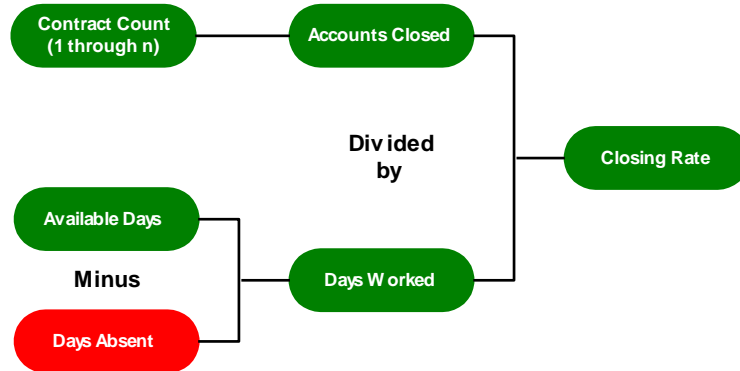 Contract Count
(1 through n)
Accounts Closed
Divided
by
Closing Rate
Available Days
Minus
Days Worked
Days Absent